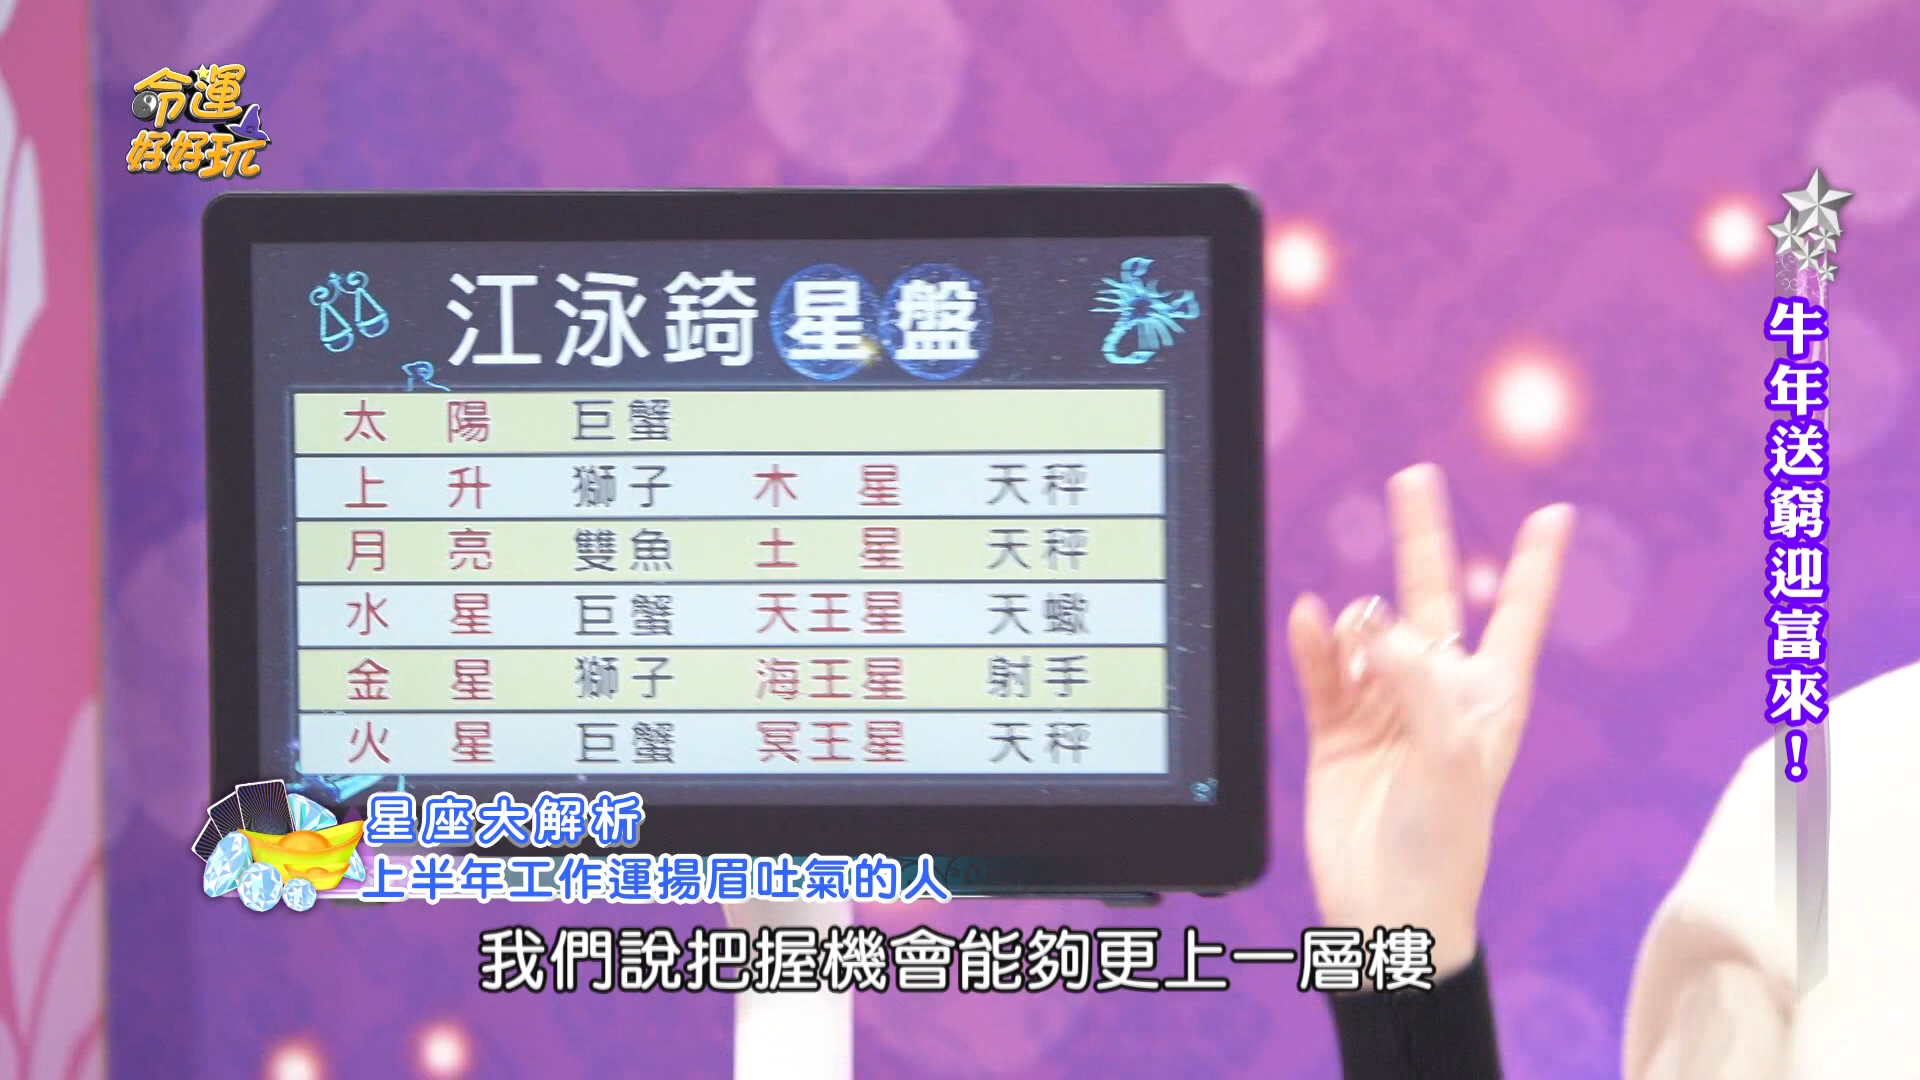 命運
好好玩
江泳錡星盤
太陽 巨蟹
上升 獅子 木星 天秤
月亮 雙魚 土星 天秤
水星 巨蟹 天王星 天蠍
金星 獅子 海王星 射手
火星 巨蟹 冥王星 天秤
牛年送窮迎富來！
星座大解析
上半年工作運揚眉吐氣的人
我們說把握機會能夠更上一層樓